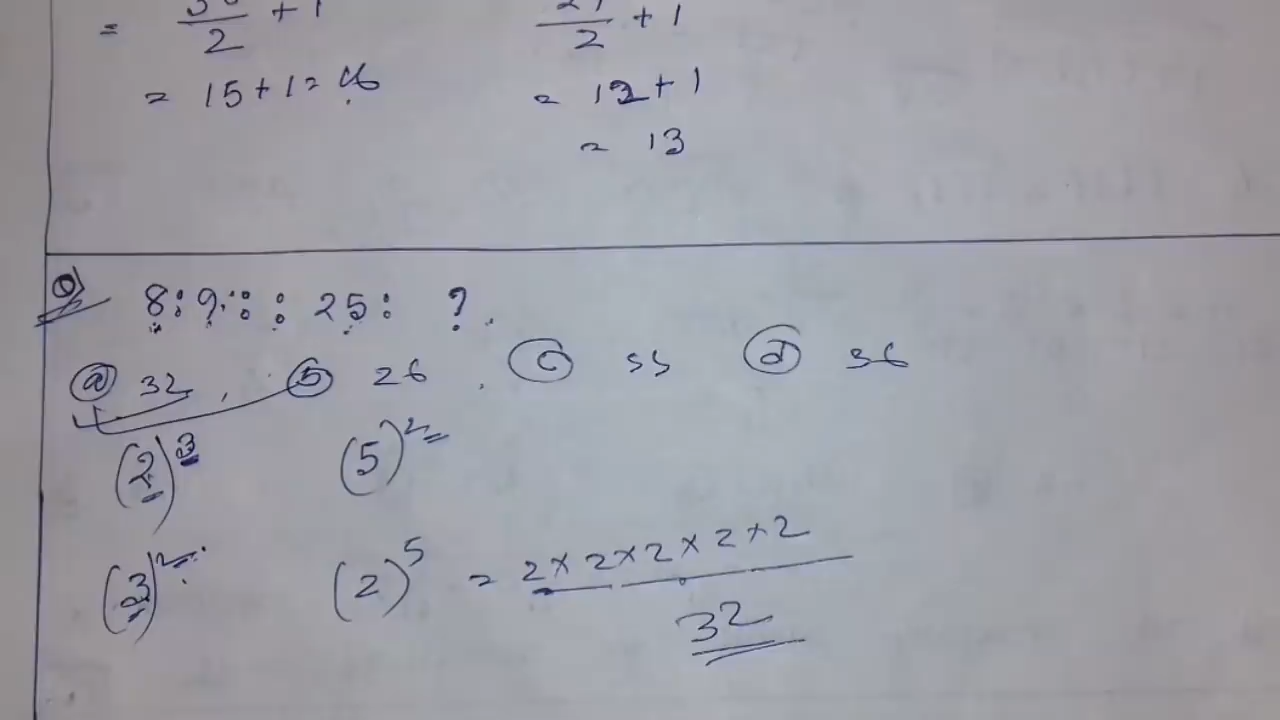 = 30/2 + 1 27/2 + 1
= 15 + 1 = 16 = 12 + 1
= 13
Q) 8 : 9 :: : 25 : ?
(a) 32 , (b) 26 , (c) 35 (d) 36
(2)^3 (5)^2
(3)^2 (2)^5 = 2 × 2 × 2 × 2 × 2
32